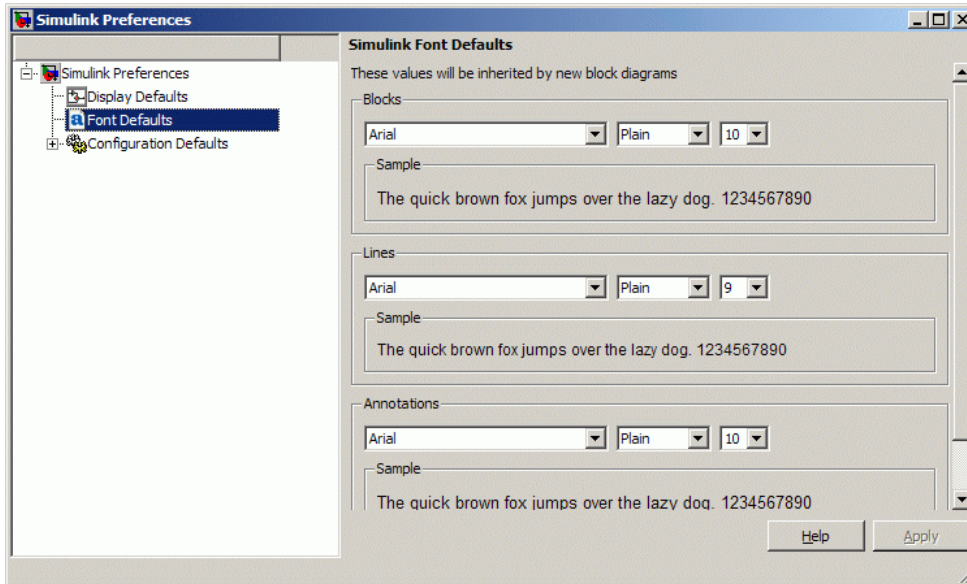 Simulink Preferences
Simulink Preferences
Display Defaults
Font Defaults
Configuration Defaults
Simulink Font Defaults
These values will be inherited by new block diagrams
Blocks
Arial Plain 10
Sample
The quick brown fox jumps over the lazy dog. 1234567890
Lines
Arial Plain 9
Sample
The quick brown fox jumps over the lazy dog. 1234567890
Annotations
Arial Plain 10
Sample
The quick brown fox jumps over the lazy dog. 1234567890
Help Apply